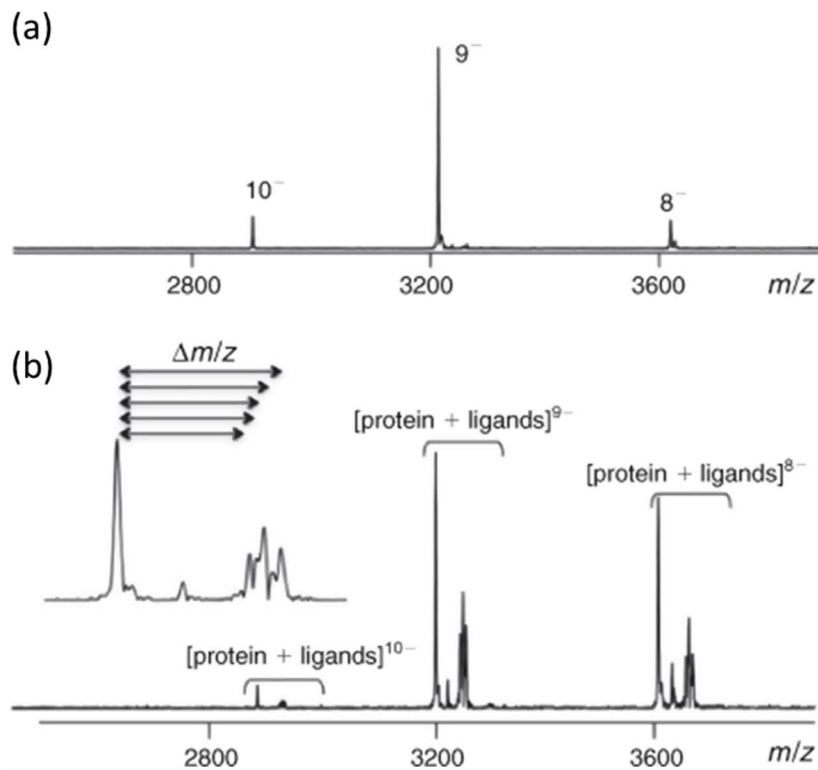 (a)
9⁻
10⁻
8⁻
2800 3200 3600 m/z
(b)
Δm/z
[protein + ligands]⁹⁻
[protein + ligands]⁸⁻
[protein + ligands]¹⁰⁻
2800 3200 3600 m/z